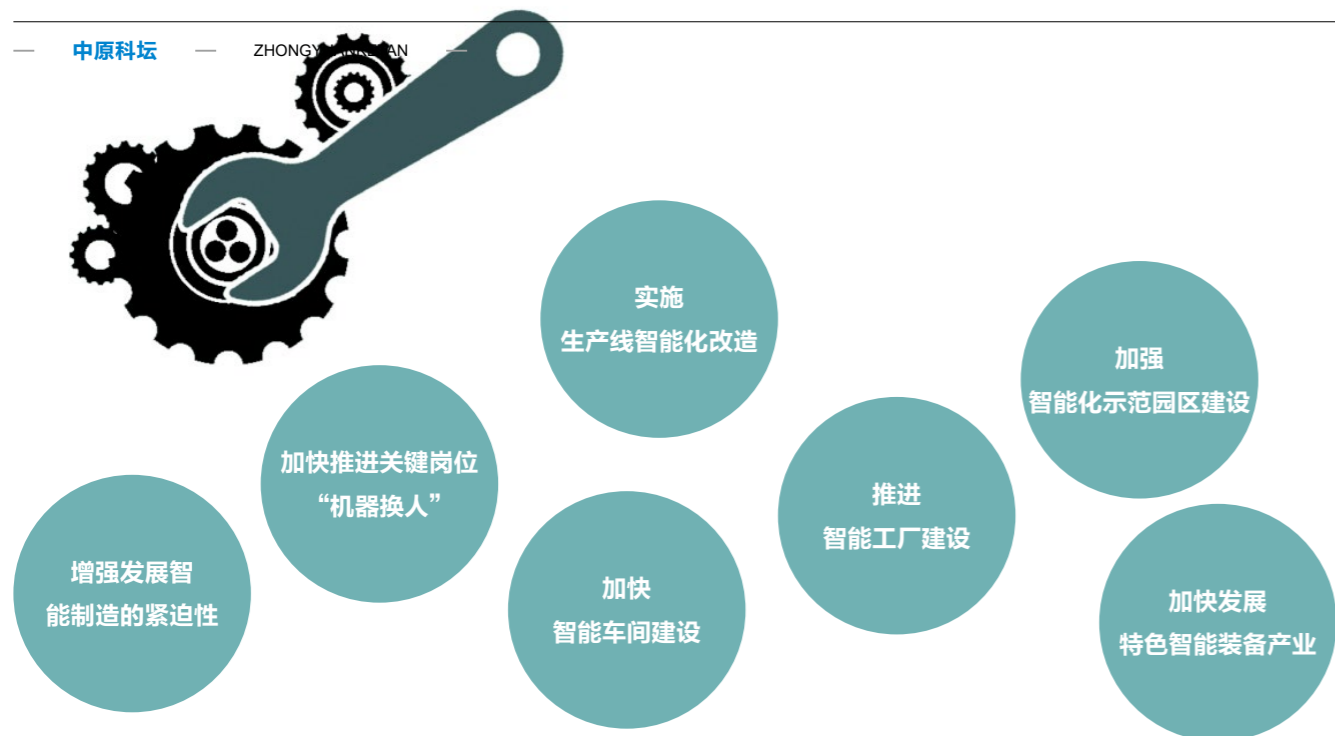 中原科坛
ZHONGYUANKETAN
实施
生产线智能化改造
加强
智能化示范园区建设
加快推进关键岗位
“机器换人”
推进
智能工厂建设
增强发展智
能制造的紧迫性
加快
智能车间建设
加快发展
特色智能装备产业